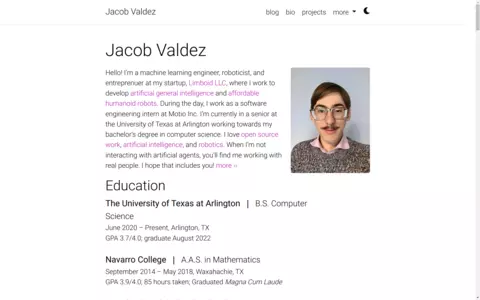 Jacob Valdez
blog bio projects more
Jacob Valdez
Hello! I'm a machine learning engineer, roboticist, and
entreprenuer at my startup, Limboid LLC, where I work to
develop artificial general intelligence and affordable
humanoid robots. During the day, I work as a software
engineering intern at Motio Inc. I'm currently in a senior at
the University of Texas at Arlington working towards my
bachelor's degree in computer science. I love open source
work, artificial intelligence, and robotics. When I'm not
interacting with artificial agents, you'll find me working with
real people. I hope that includes you! more »
Education
The University of Texas at Arlington | B.S. Computer
Science
June 2020 – Present, Arlington, TX
GPA 3.7/4.0, graduate August 2022
Navarro College | A.A.S. in Mathematics
September 2014 – May 2018, Waxahachie, TX
GPA 3.9/4.0; 85 hours taken; Graduated Magna Cum Laude